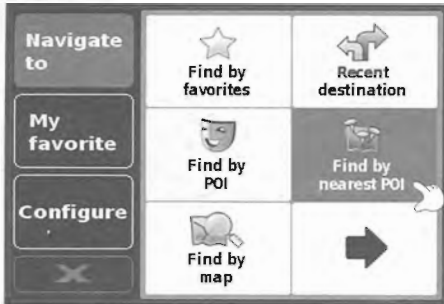 Navigate
to
My
favorite
Configure
Find by
favorites
Recent
destination
Find by
POI
Find by
nearest POI
Find by
map